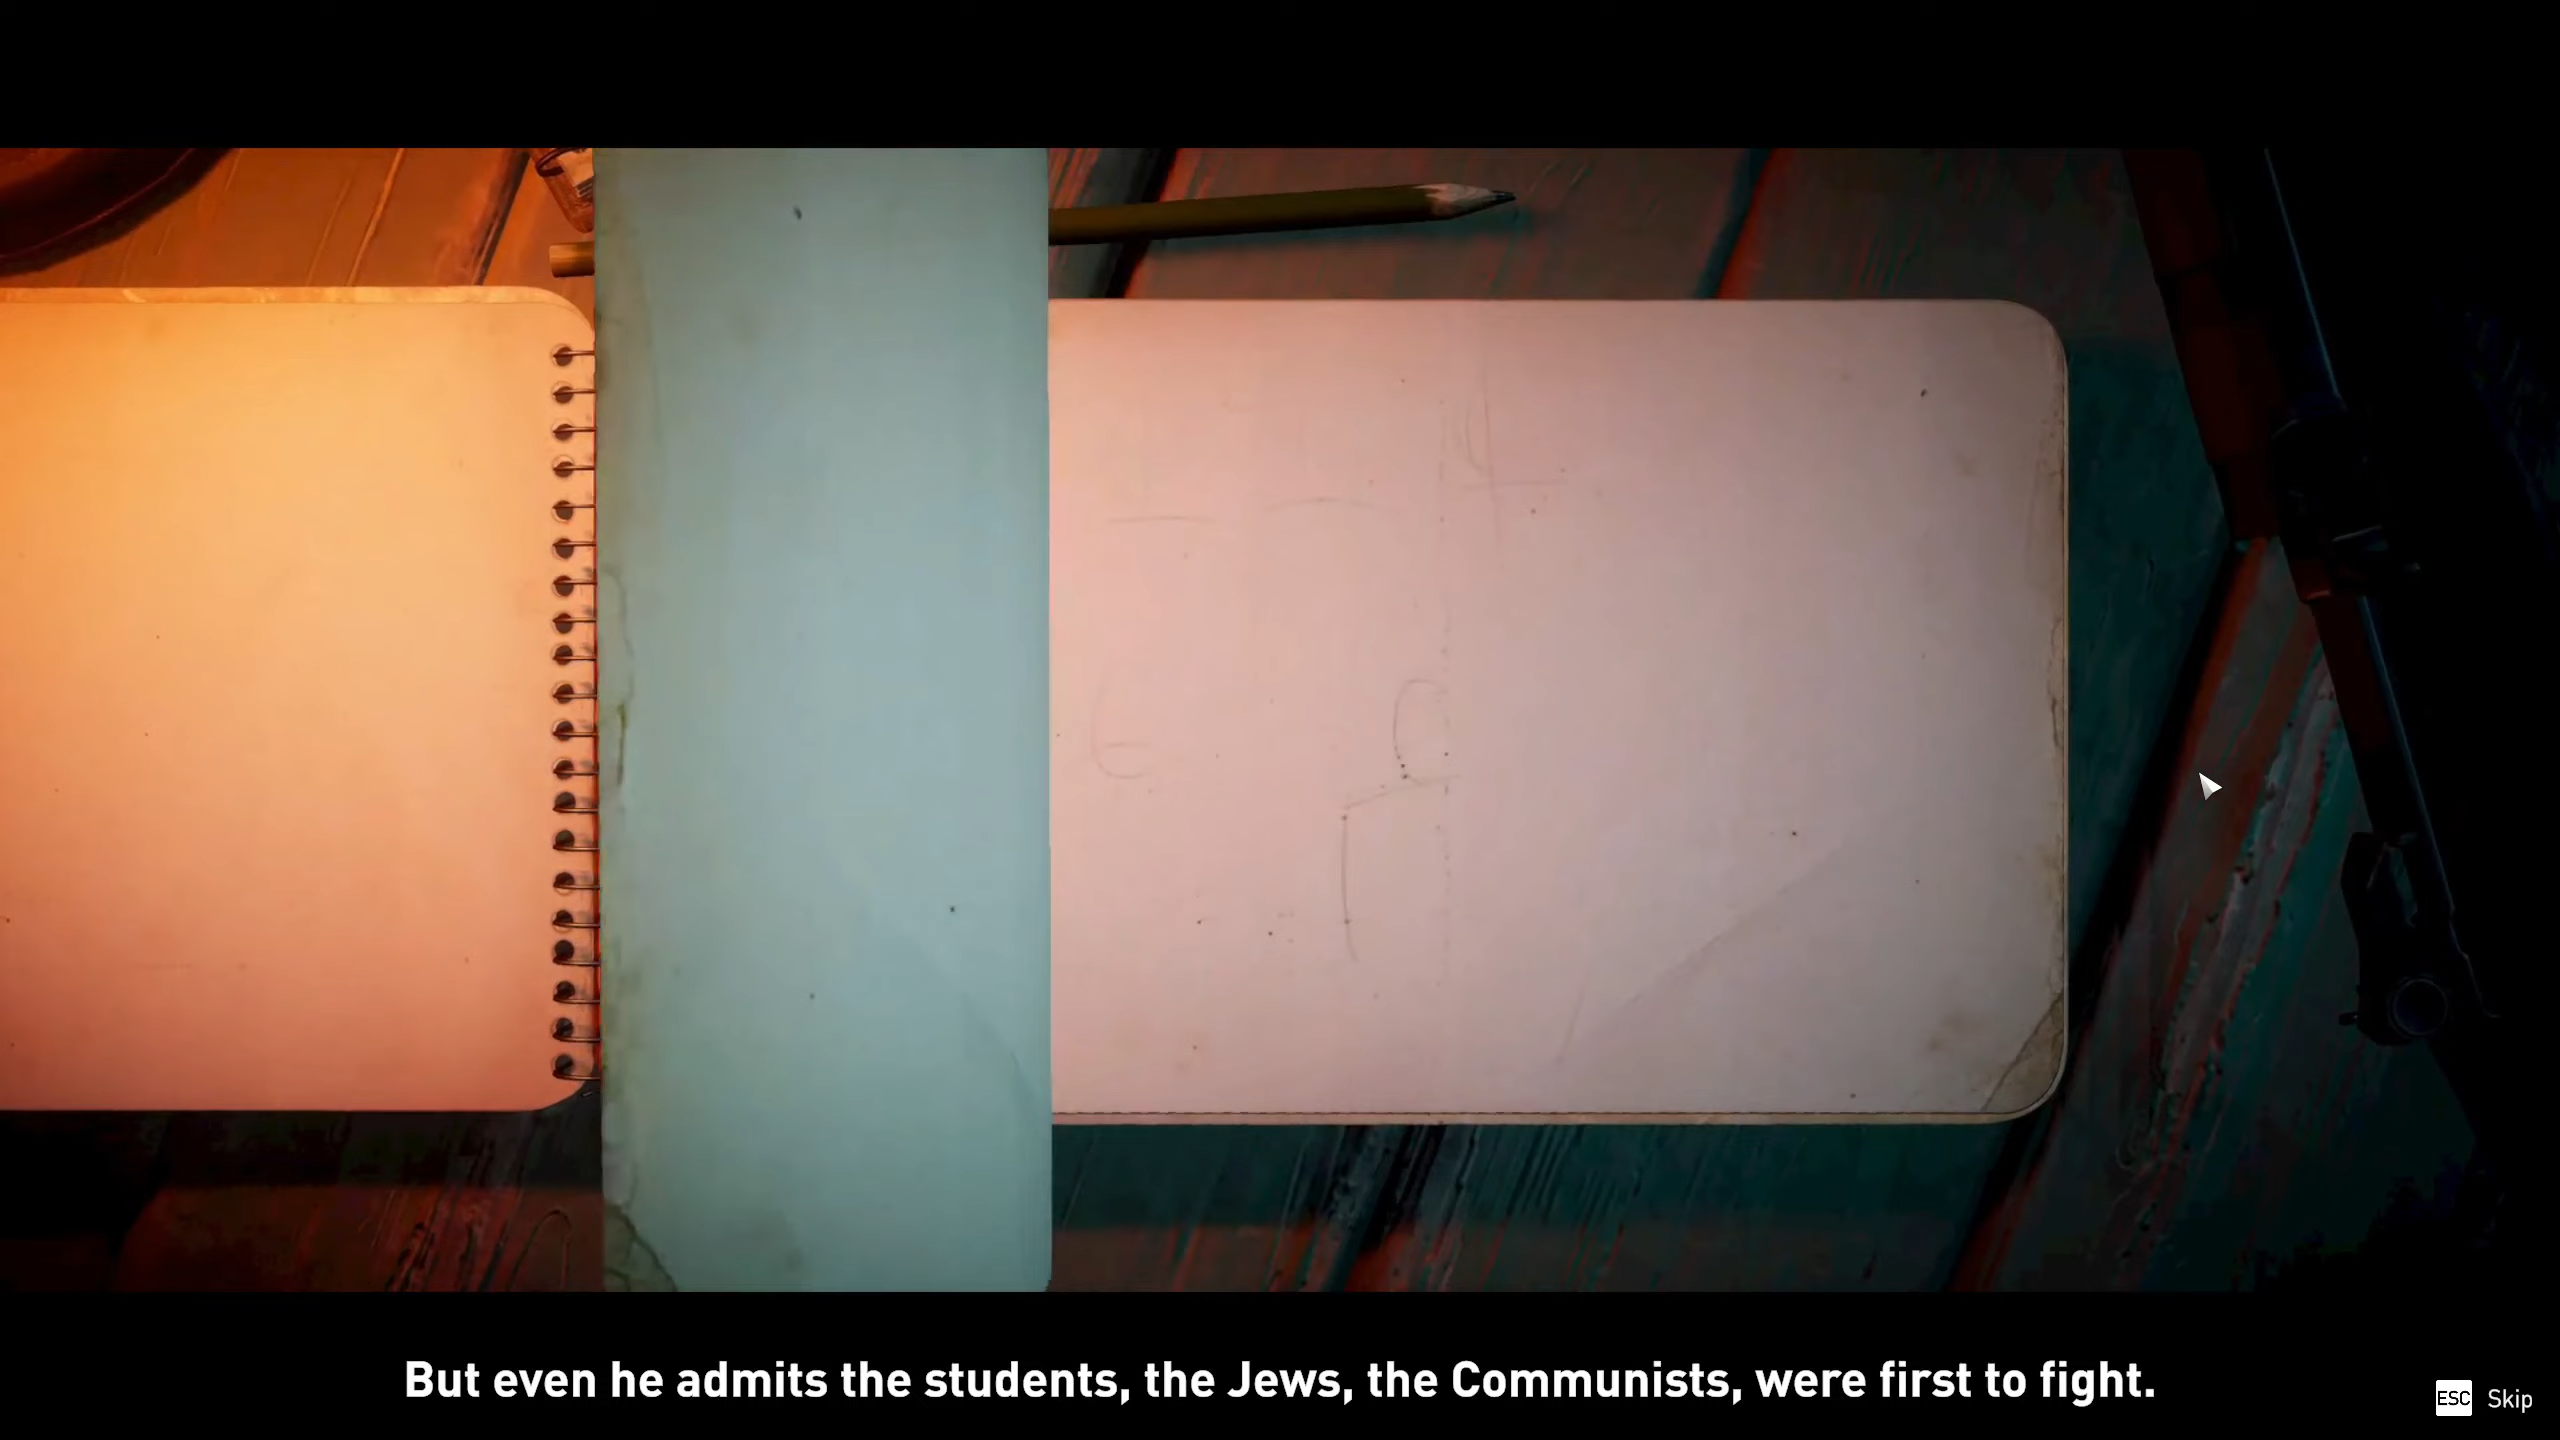 But even he admits the students, the Jews, the Communists, were first to fight.
ESC Skip